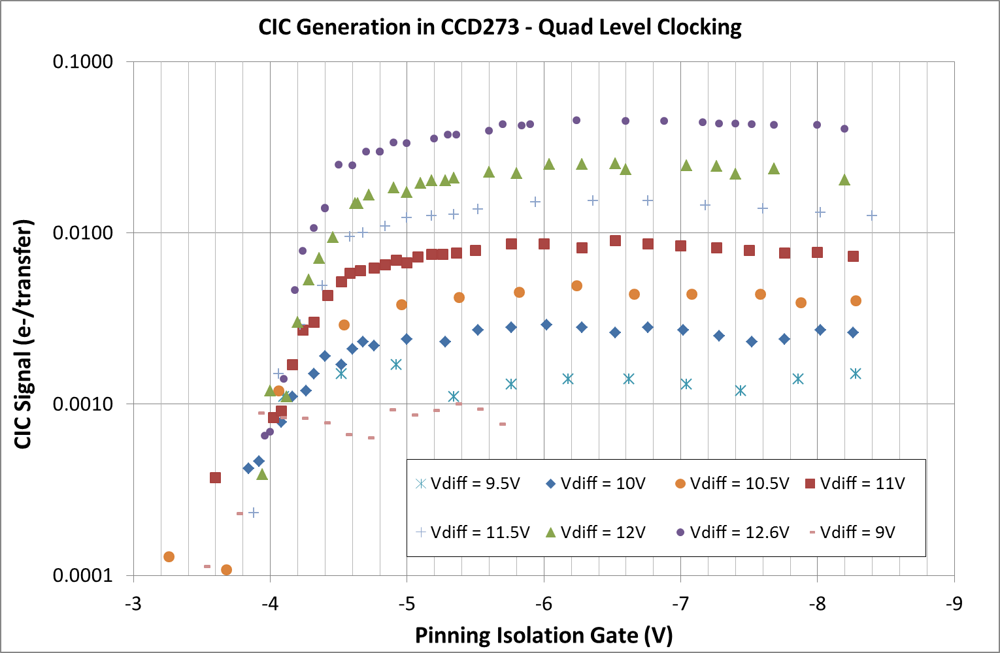 CIC Generation in CCD273 - Quad Level Clocking
0.1000
0.0100
0.0010
0.0001
CIC Signal (e-/transfer)
Vdiff = 9.5V Vdiff = 10V Vdiff = 10.5V Vdiff = 11V
Vdiff = 11.5V Vdiff = 12V Vdiff = 12.6V Vdiff = 9V
-3 -4 -5 -6 -7 -8 -9
Pinning Isolation Gate (V)